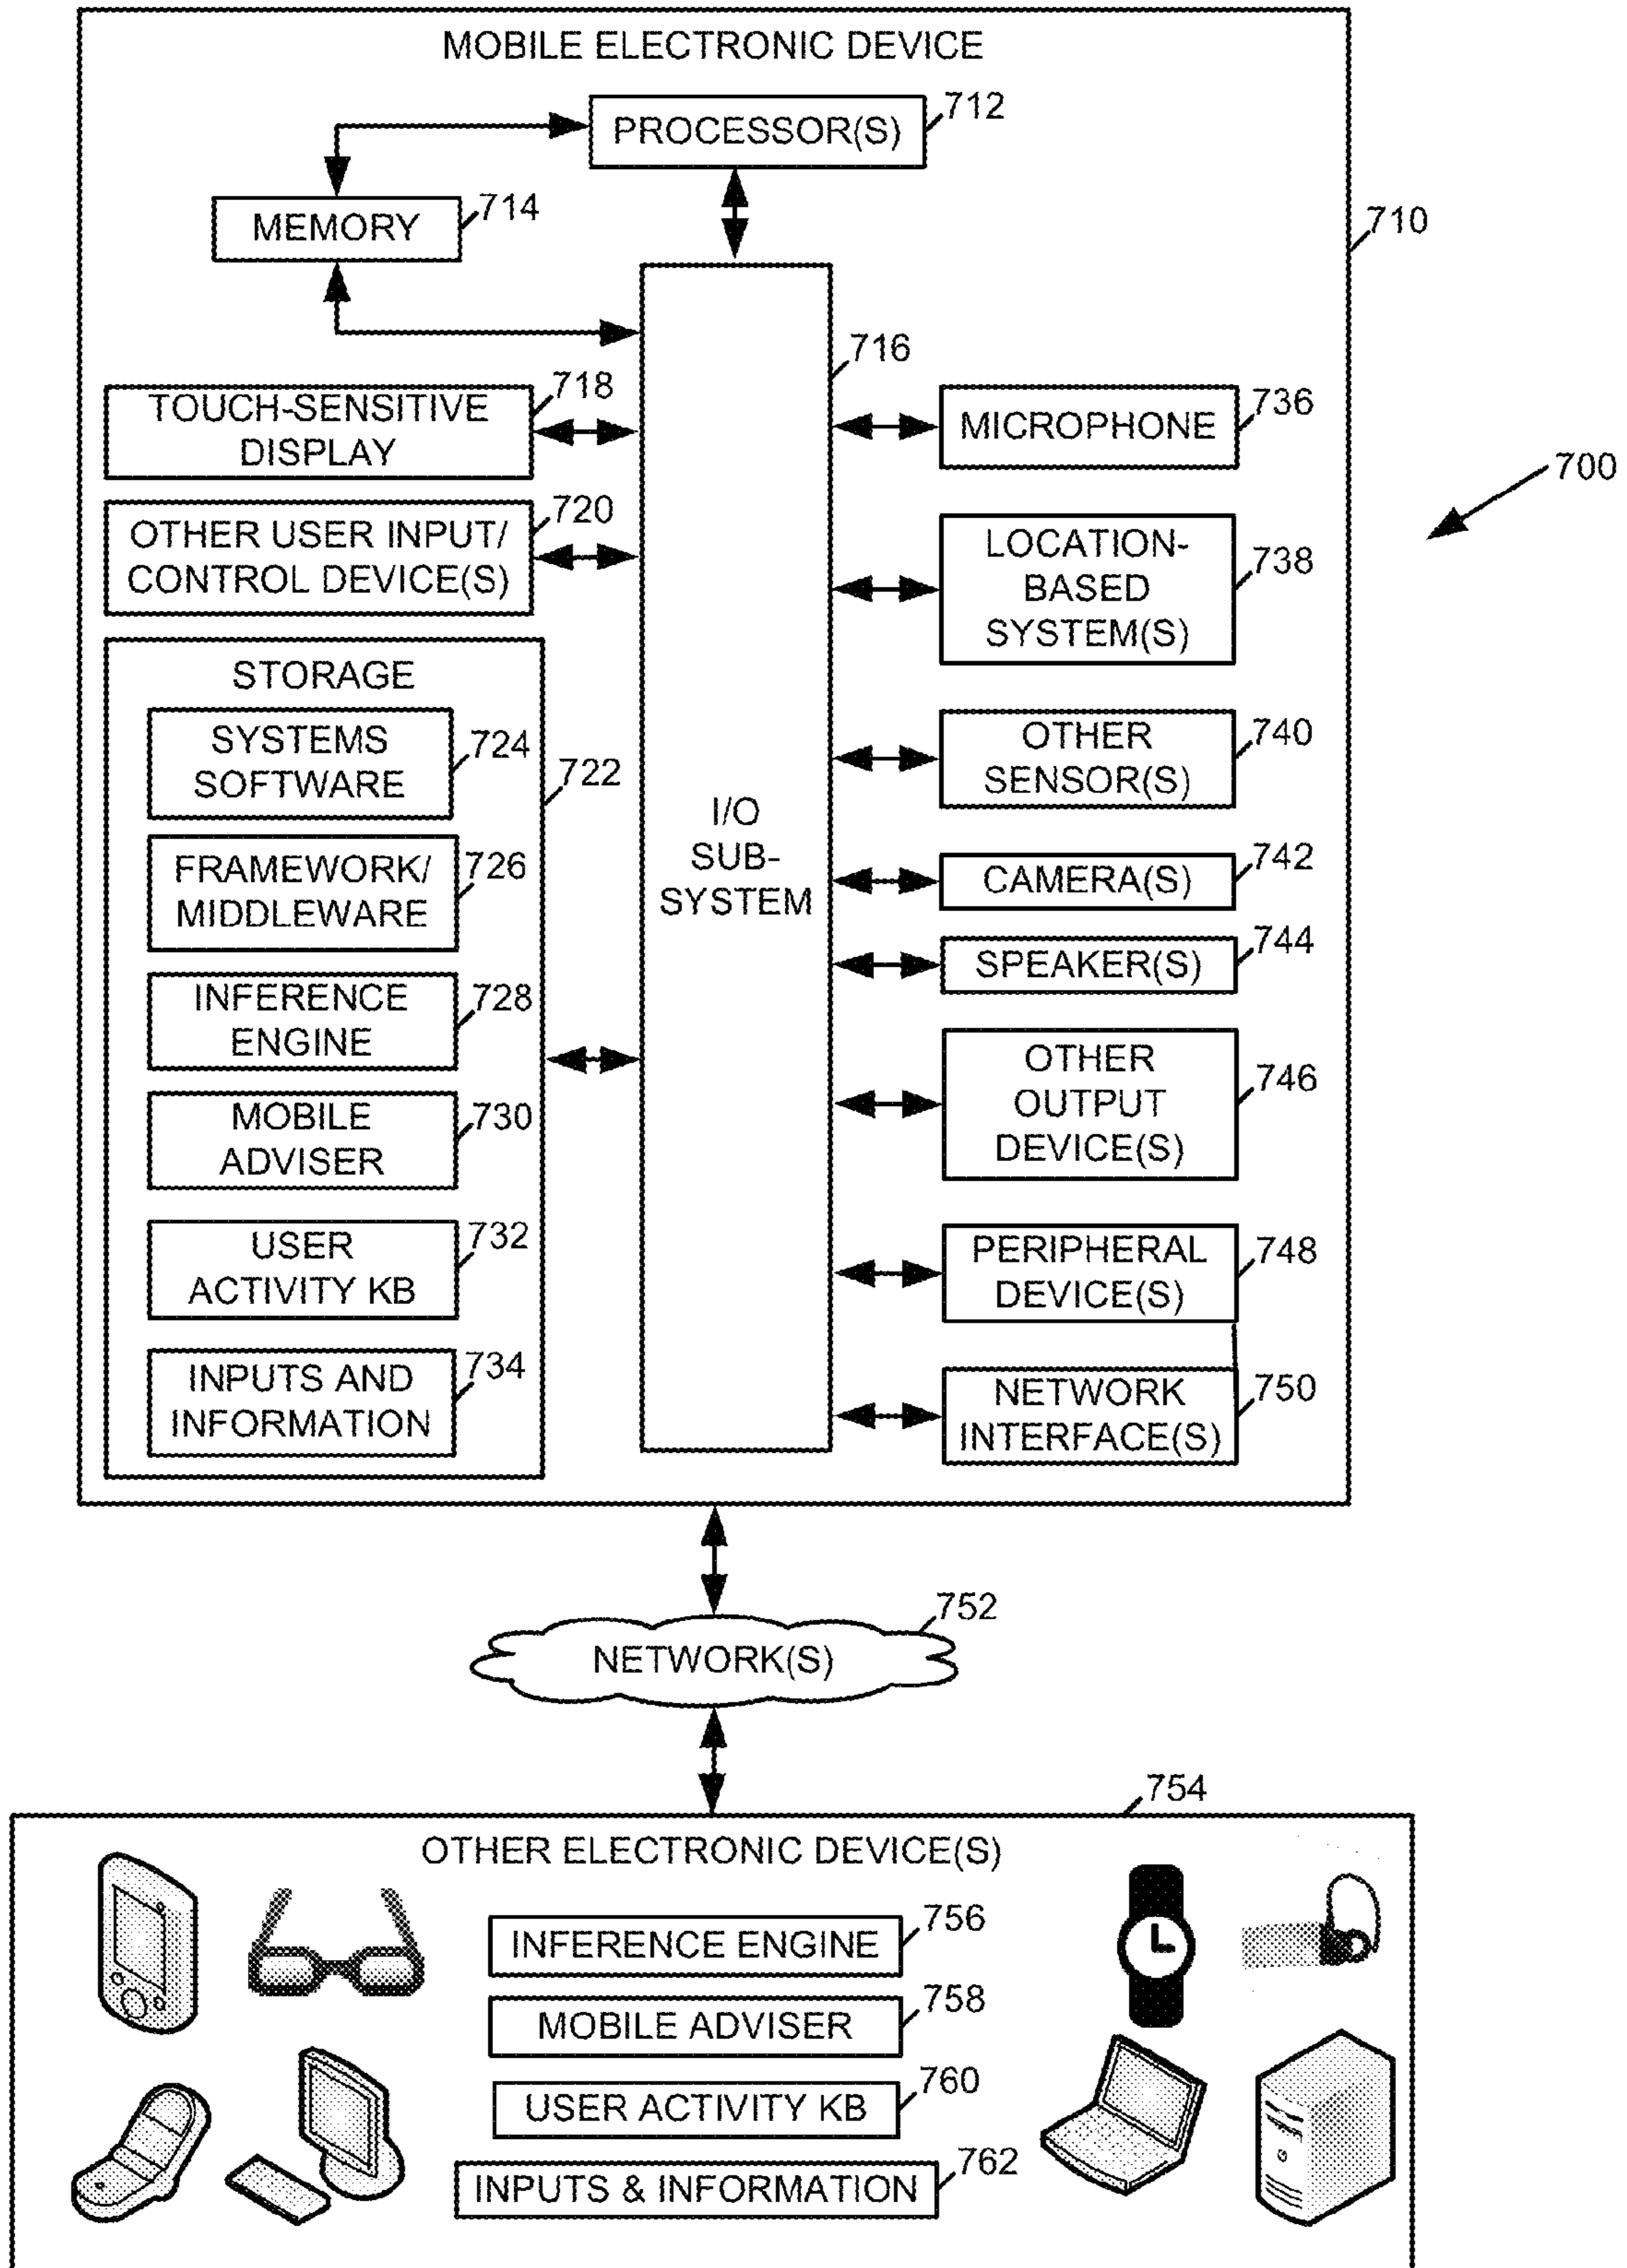 MOBILE ELECTRONIC DEVICE
PROCESSOR(S)
712
MEMORY
714
710
716
TOUCH-SENSITIVE
DISPLAY
718
MICROPHONE
736
700
OTHER USER INPUT/
CONTROL DEVICE(S)
720
LOCATION-
BASED
SYSTEM(S)
738
STORAGE
722
SYSTEMS
SOFTWARE
724
OTHER
SENSOR(S)
740
I/O
SUB-
SYSTEM
FRAMEWORK/
MIDDLEWARE
726
CAMERA(S)
742
SPEAKER(S)
744
INFERENCE
ENGINE
728
OTHER
OUTPUT
DEVICE(S)
746
MOBILE
ADVISER
730
USER
ACTIVITY KB
732
PERIPHERAL
DEVICE(S)
748
INPUTS AND
INFORMATION
734
NETWORK
INTERFACE(S)
750
NETWORK(S)
752
754
OTHER ELECTRONIC DEVICE(S)
INFERENCE ENGINE
756
MOBILE ADVISER
758
USER ACTIVITY KB
760
INPUTS & INFORMATION
762